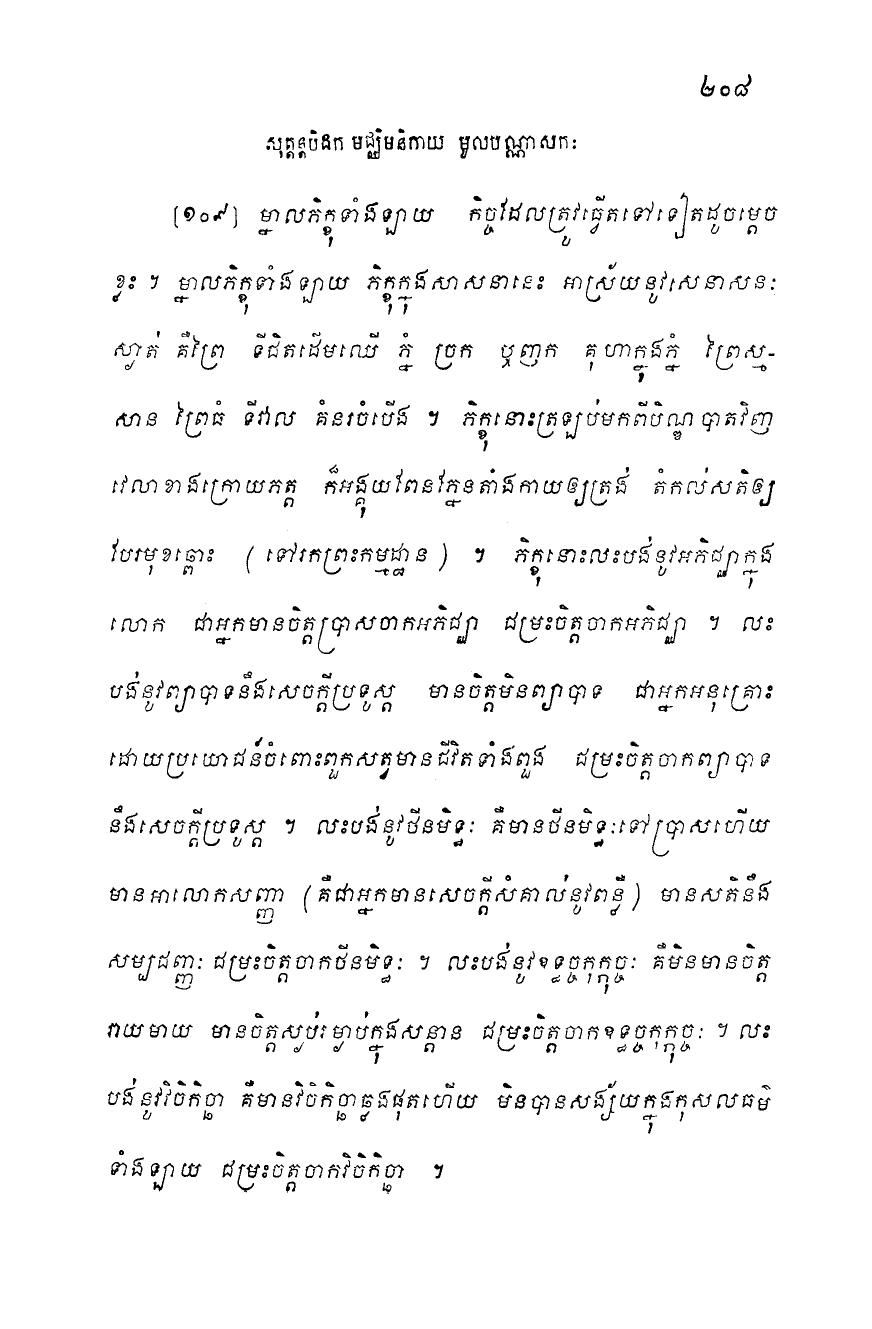 ២០៨
សុត្តន្តបិដក មជ្ឈិមនិកាយ មូលបណ្ណាសកៈ
[១០៩] ម្នាលភិក្ខុទាំងឡាយ កិច្ចដែលត្រូវធ្វើតទៅទៀតដូចម្តេច
ខ្លះ ។ ម្នាលភិក្ខុទាំងឡាយ ភិក្ខុក្នុងសាសនានេះ អាស្រ័យនូវសេនាសនៈ
ស្ងាត់ គឺព្រៃ ទីជិតដើមឈើ ភ្នំ ច្រក ឬញក គុហាក្នុងភ្នំ ព្រៃស្ម-
សាន ព្រៃធំ ទីវាល គំនរចំបើង ។ ភិក្ខុនោះត្រឡប់មកពីបិណ្ឌបាតវិញ
វេលាខាងក្រោយភត្ត ក៏អង្គុយពែនភ្នែនតាំងកាយឲ្យត្រង់ តំកល់សតិឲ្យ
បែរមុខឆ្ពោះ (ទៅរកព្រះកម្មដ្ឋាន) ។ ភិក្ខុនោះលះបង់នូវអភិជ្ឈាក្នុង
លោក ជាអ្នកមានចិត្តប្រាសចាកអភិជ្ឈា ជម្រះចិត្តចាកអភិជ្ឈា ។ លះ
បង់នូវព្យាបាទនឹងសេចក្តីប្រទូស្ត មានចិត្តមិនព្យាបាទ ជាអ្នកអនុគ្រោះ
ដោយប្រយោជន៍ចំពោះពួកសត្វមានជីវិតទាំងពួង ជម្រះចិត្តចាកព្យាបាទ
នឹងសេចក្តីប្រទូស្ត ។ លះបង់នូវថីនមិទ្ធៈ គឺមានថីនមិទ្ធៈទៅប្រាសហើយ
មានអាលោកសញ្ញា (គឺជាអ្នកមានសេចក្តីសំគាល់នូវពន្លឺ) មានសតិនឹង
សម្បជញ្ញៈ ជម្រះចិត្តចាកថីនមិទ្ធៈ ។ លះបង់នូវឧទ្ធច្ចកុក្កុច្ចៈ គឺមិនមានចិត្ត
រាយមាយ មានចិត្តស្ងប់រម្ងាប់ក្នុងសន្តាន ជម្រះចិត្តចាកឧទ្ធច្ចកុក្កុច្ចៈ ។ លះ
បង់នូវវិចិកិច្ឆា គឺមានវិចិកិច្ឆាឆ្លងផុតហើយ មិនបានសង្ស័យក្នុងកុសលធម៌
ទាំងឡាយ ជម្រះចិត្តចាកវិចិកិច្ឆា ។